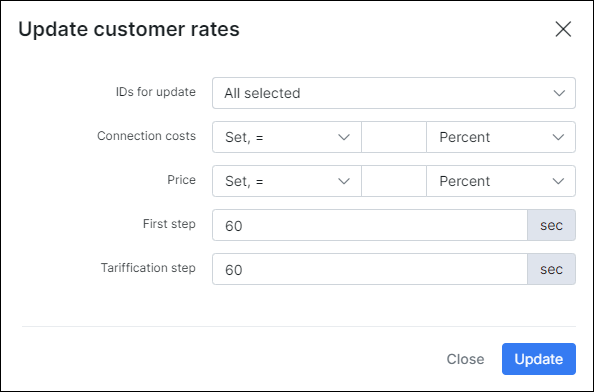 Update customer rates
IDs for update All selected
Connection costs Set, = Percent
Price Set, = Percent
First step 60 sec
Tariffication step 60 sec
Close Update